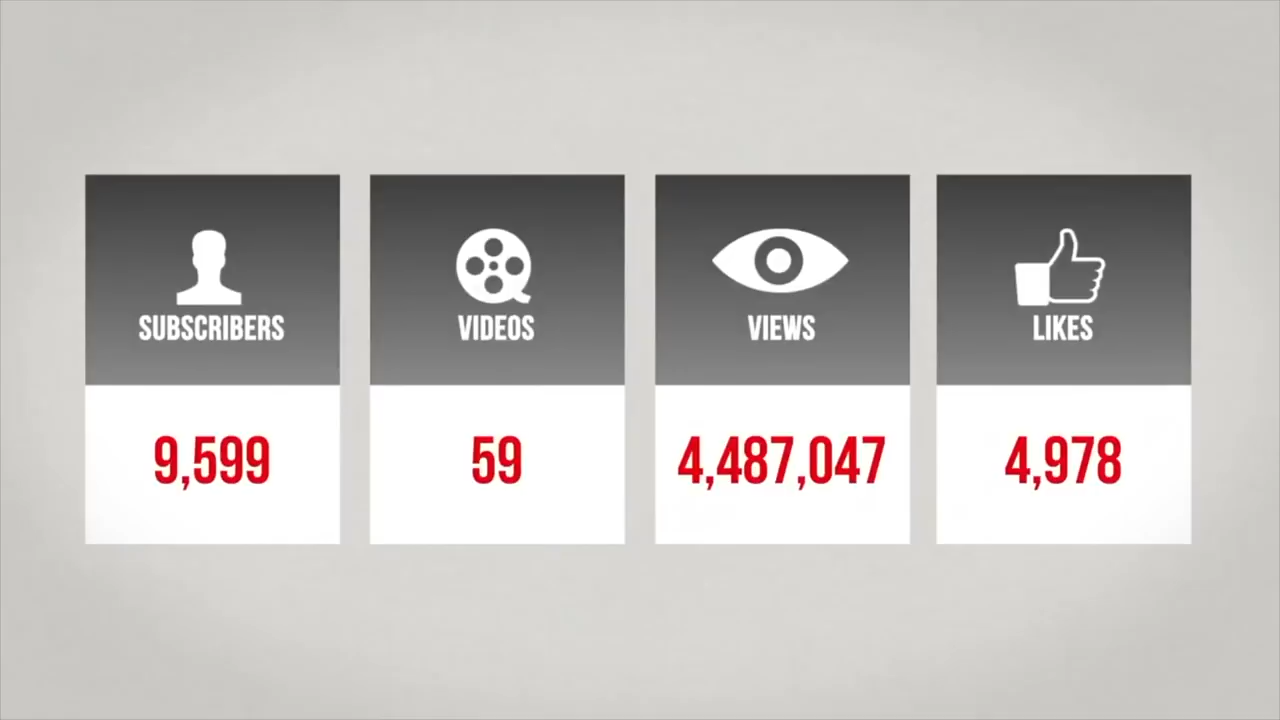 SUBSCRIBERS
VIDEOS
VIEWS
LIKES
9,599
59
4,487,047
4,978